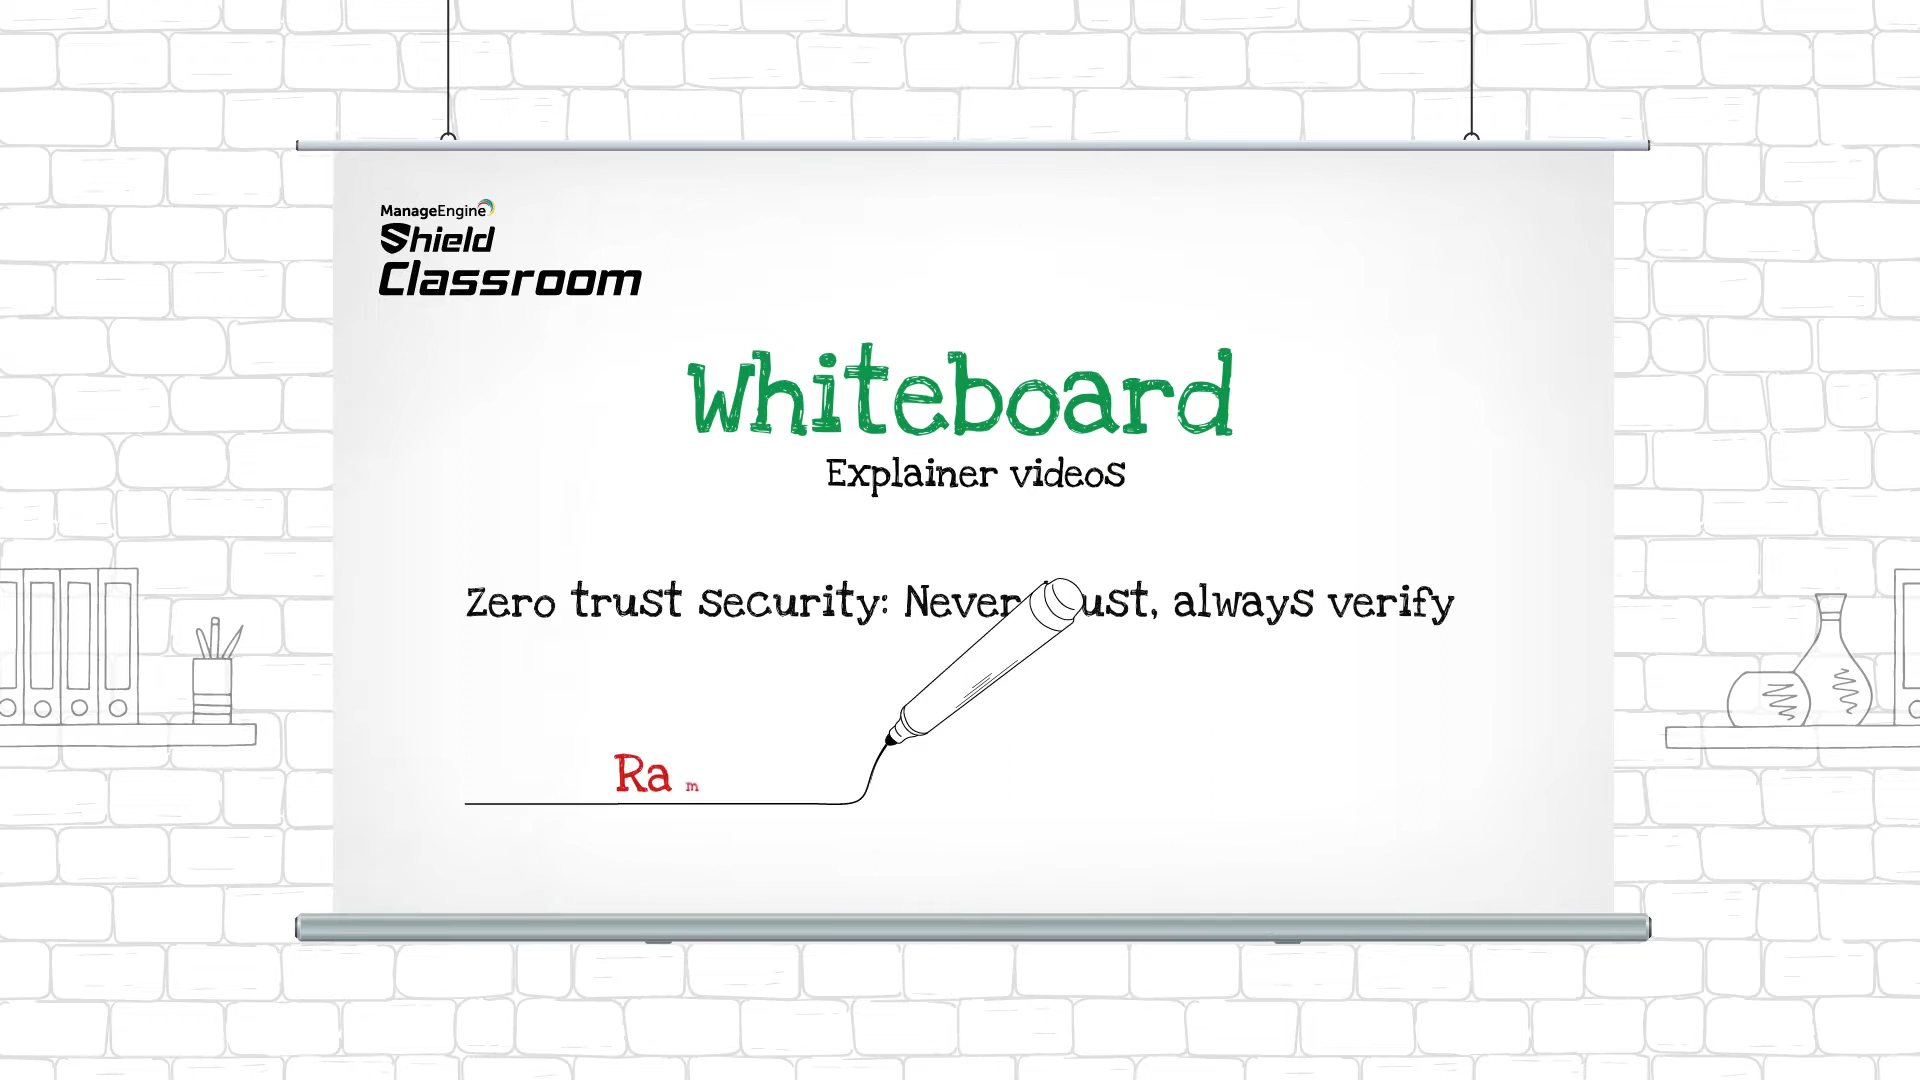 ManageEngine
Shield
Classroom
Whiteboard
Explainer videos
Zero trust security: Never ust, always verify
Ra m